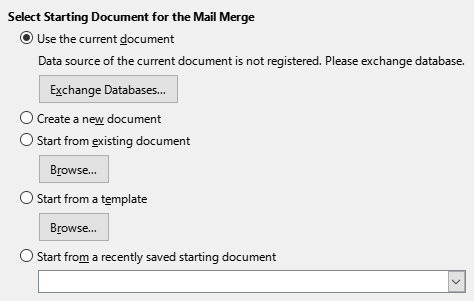 Select Starting Document for the Mail Merge
Use the current document
Data source of the current document is not registered. Please exchange database.
Exchange Databases...
Create a new document
Start from existing document
Browse...
Start from a template
Browse...
Start from a recently saved starting document